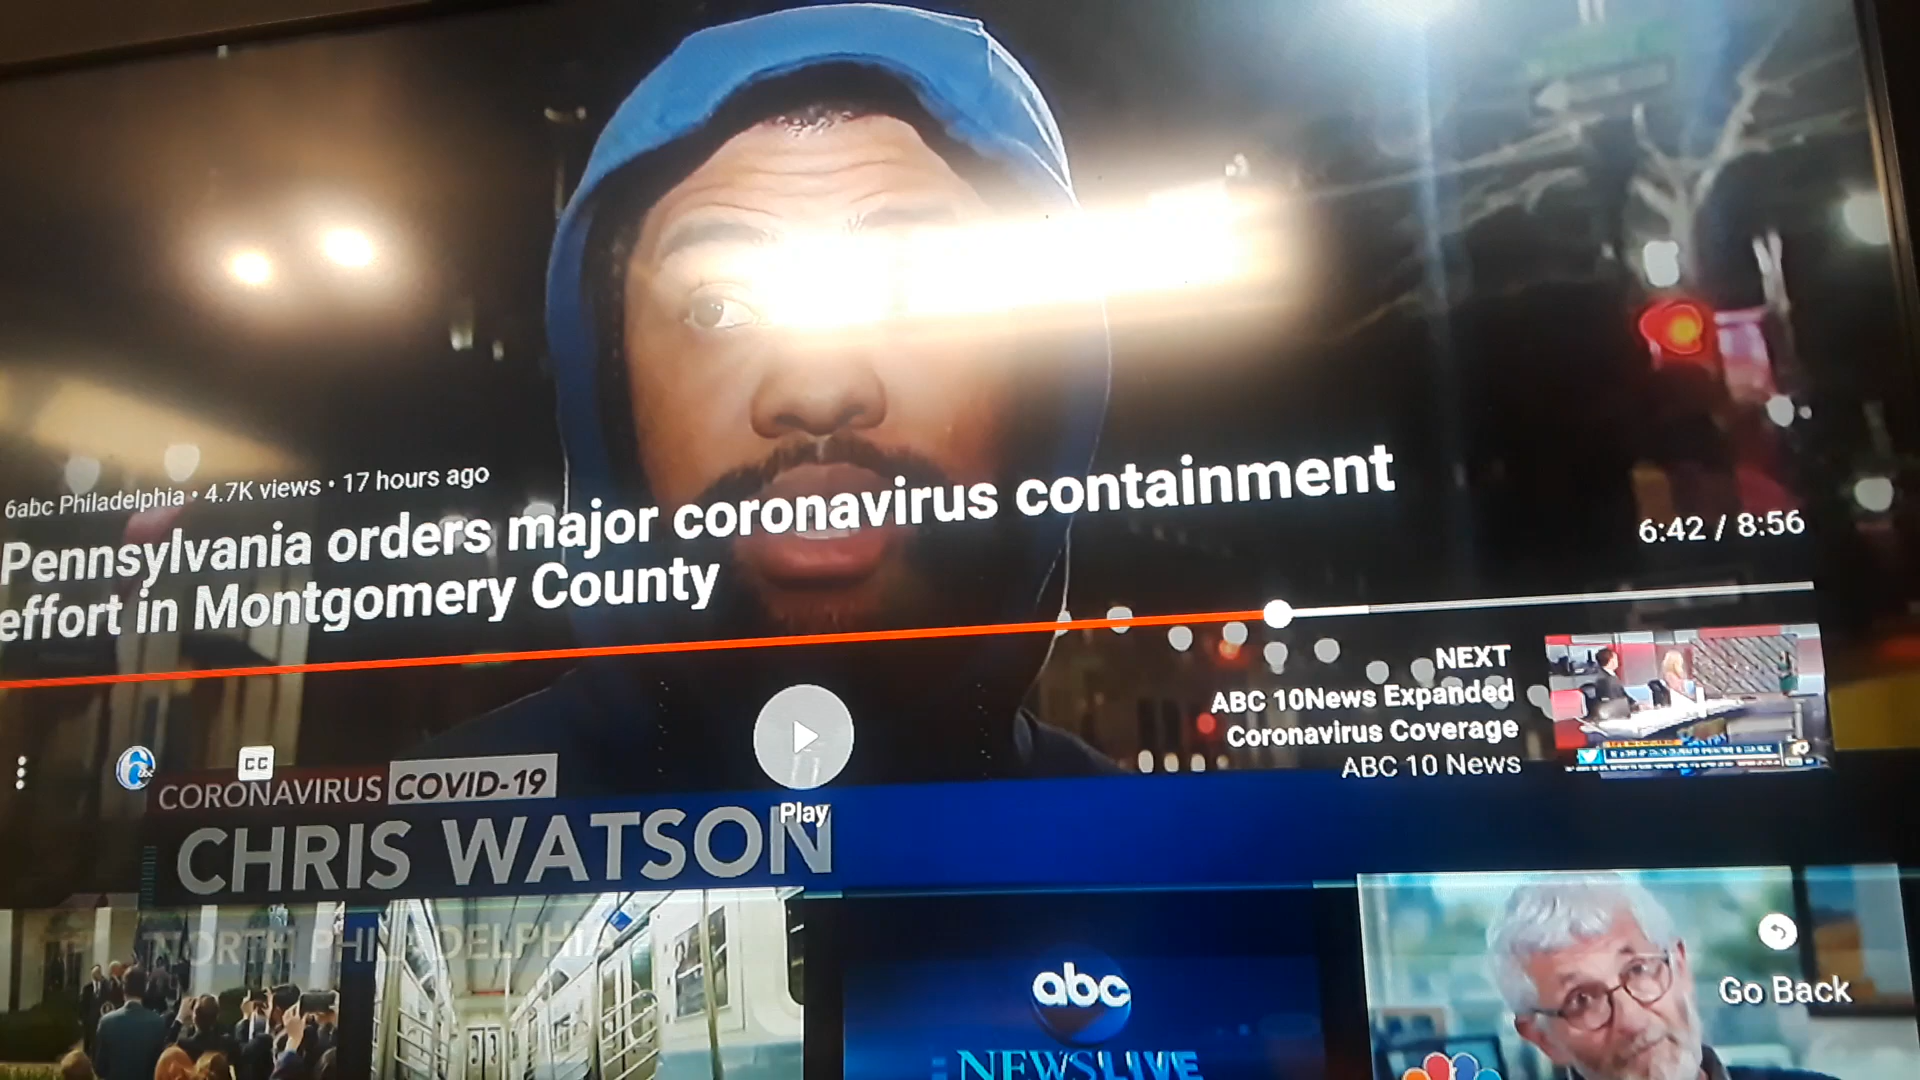 6abc Philadelphia • 4.7K views • 17 hours ago
Pennsylvania orders major coronavirus containment
effort in Montgomery County
6:42 / 8:56
NEXT
ABC 10News Expanded
Coronavirus Coverage
ABC 10 News
CC
CORONAVIRUS COVID-19
Play
CHRIS WATSON
NORTH PHILADELPHIA
abc
NEWS LIVE
Go Back